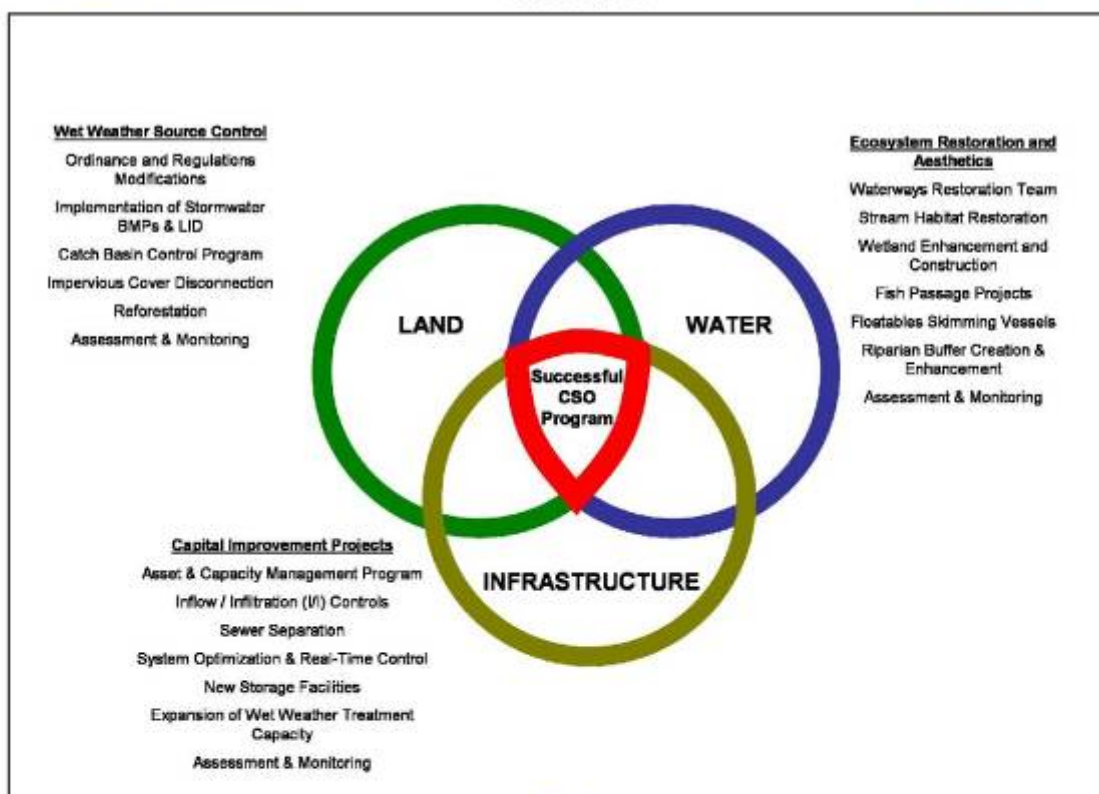 Wet Weather Source Control
Ordinance and Regulations
Modifications
Implementation of Stormwater
BMPs & LID
Catch Basin Control Program
Impervious Cover Disconnection
Reforestation
Assessment & Monitoring
Ecosystem Restoration and
Aesthetics
Waterways Restoration Team
Stream Habitat Restoration
Wetland Enhancement and
Construction
Fish Passage Projects
Floatables Skimming Vessels
Riparian Buffer Creation &
Enhancement
Assessment & Monitoring
LAND
WATER
Successful
CSO
Program
INFRASTRUCTURE
Capital Improvement Projects
Asset & Capacity Management Program
Inflow / Infiltration (I/I) Controls
Sewer Separation
System Optimization & Real-Time Control
New Storage Facilities
Expansion of Wet Weather Treatment
Capacity
Assessment & Monitoring